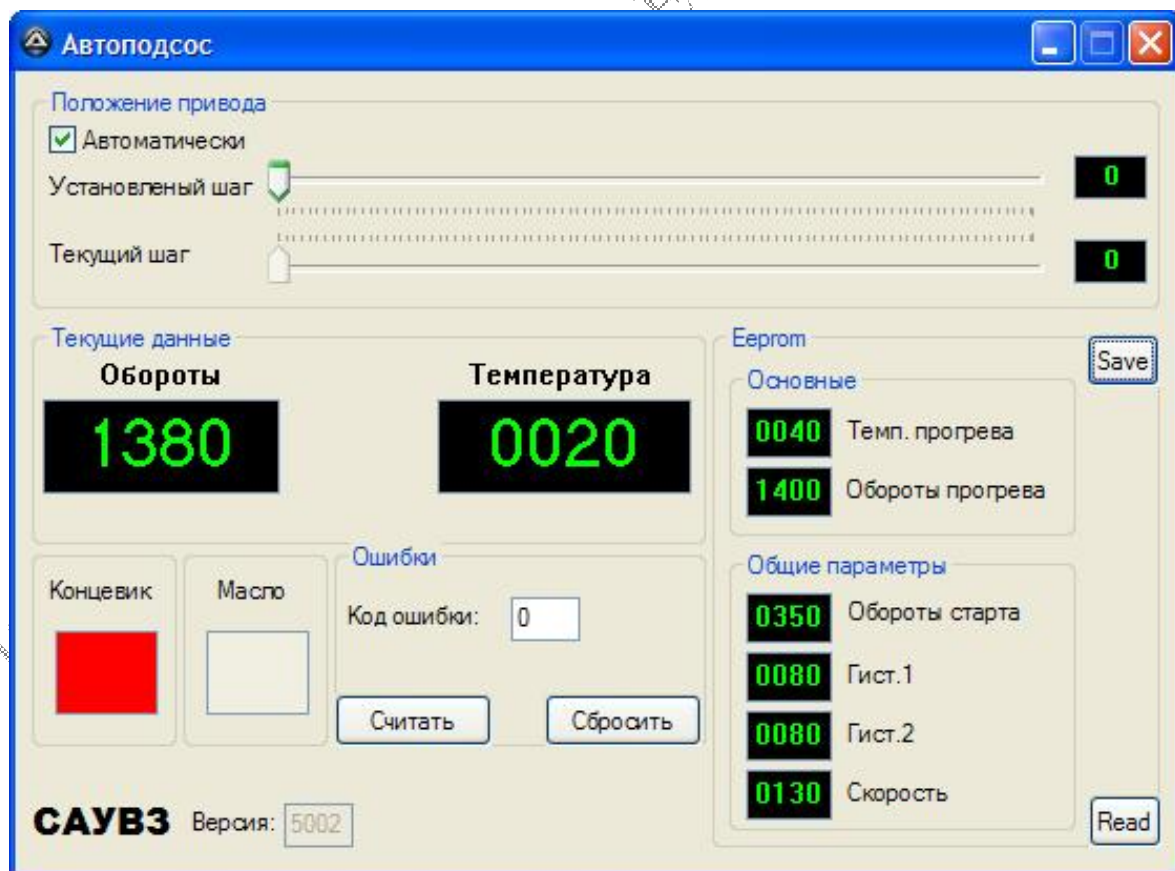 Автоподсос
Положение привода
Автоматически
Установленый шаг
0
Текущий шаг
0
Текущие данные
Обороты
Температура
1380
0020
Концевик
Масло
Ошибки
Код ошибки:
0
Считать
Сбросить
САУВЗ
Версия:
5002
Eeprom
Save
Основные
0040 Темп. прогрева
1400 Обороты прогрева
Общие параметры
0350 Обороты старта
0080 Гист.1
0080 Гист.2
0130 Скорость
Read